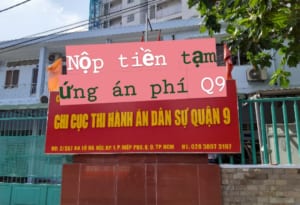 Nộp tiền tạm
ứng án phí Q9
CHI CỤC THI HÀNH ÁN DÂN SỰ QUẬN 9